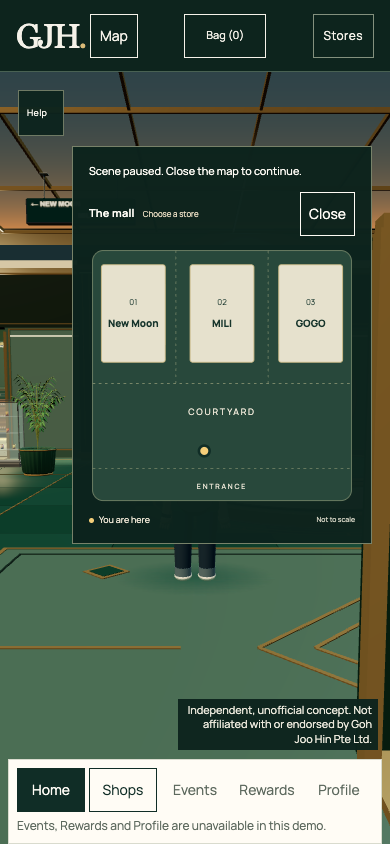 GJH.
Map
Bag (0)
Stores
Help
Scene paused. Close the map to continue.
The mall Choose a store
Close
← NEW MOO
01
New Moon
02
MILI
03
GOGO
COURTYARD
ENTRANCE
You are here
Not to scale
Independent, unofficial concept. Not
affiliated with or endorsed by Goh
Joo Hin Pte Ltd.
Home
Shops
Events
Rewards
Profile
Events, Rewards and Profile are unavailable in this demo.